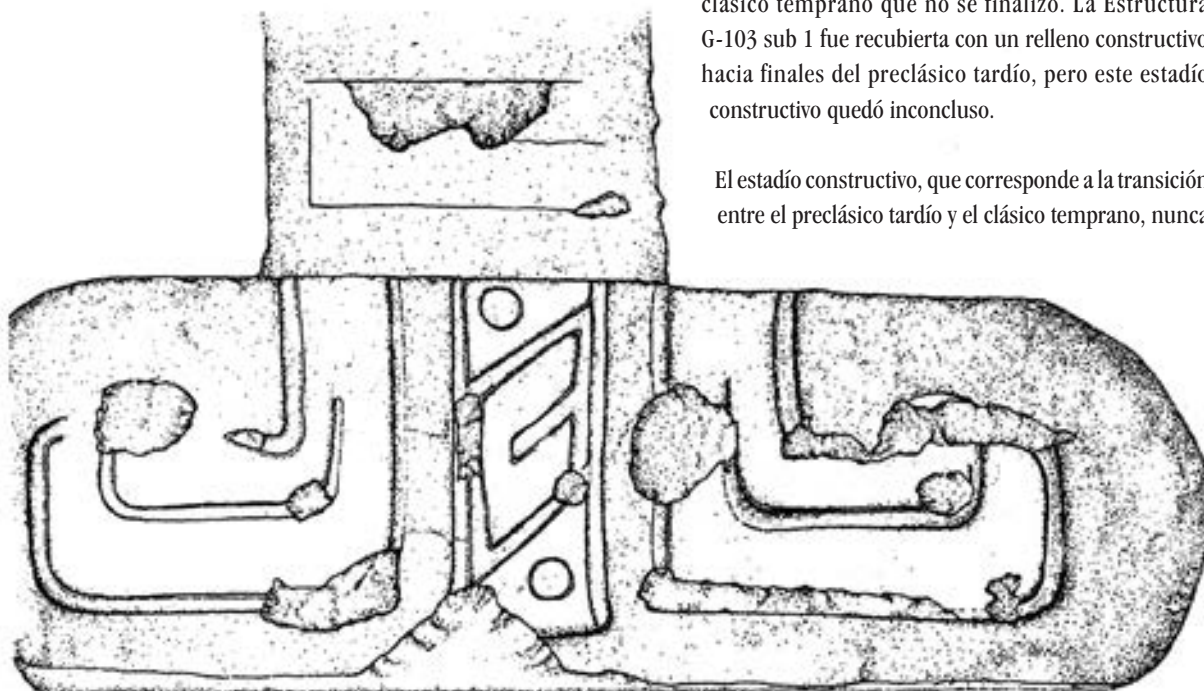 clásico temprano que no se finalizó. La Estructura
G-103 sub 1 fue recubierta con un relleno constructivo
hacia finales del preclásico tardío, pero este estadío
constructivo quedó inconcluso.
El estadío constructivo, que corresponde a la transición
entre el preclásico tardío y el clásico temprano, nunca